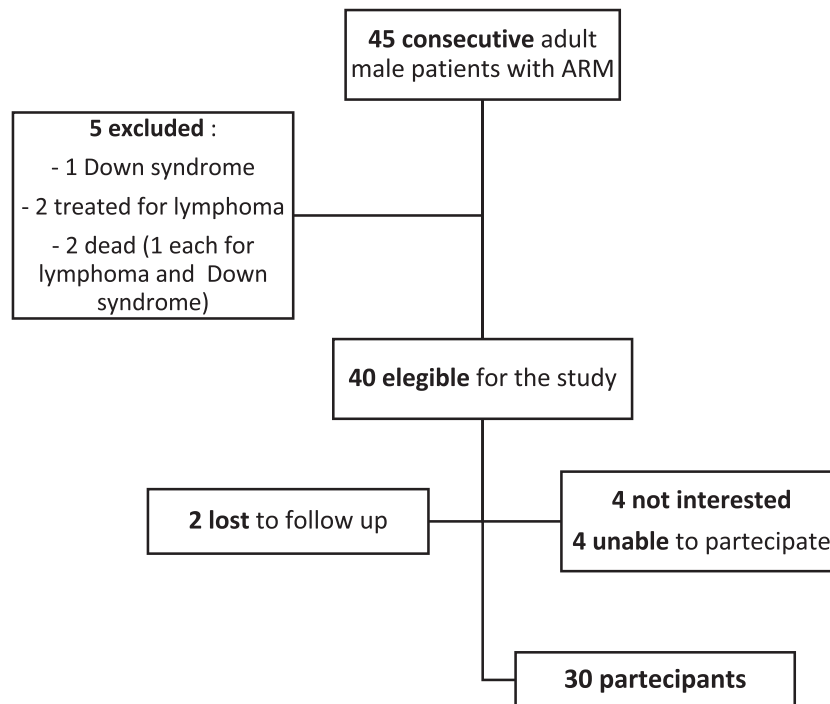 45 consecutive adult
male patients with ARM
5 excluded :
- 1 Down syndrome
- 2 treated for lymphoma
- 2 dead (1 each for
lymphoma and Down
syndrome)
40 elegible for the study
2 lost to follow up
4 not interested
4 unable to partecipate
30 partecipants